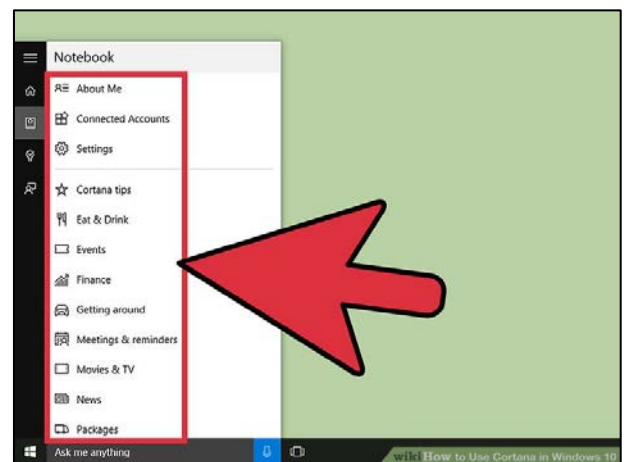 Notebook
About Me
Connected Accounts
Settings
Cortana tips
Eat & Drink
Events
Finance
Getting around
Meetings & reminders
Movies & TV
News
Packages
Ask me anything
wikiHow to Use Cortana in Windows 10